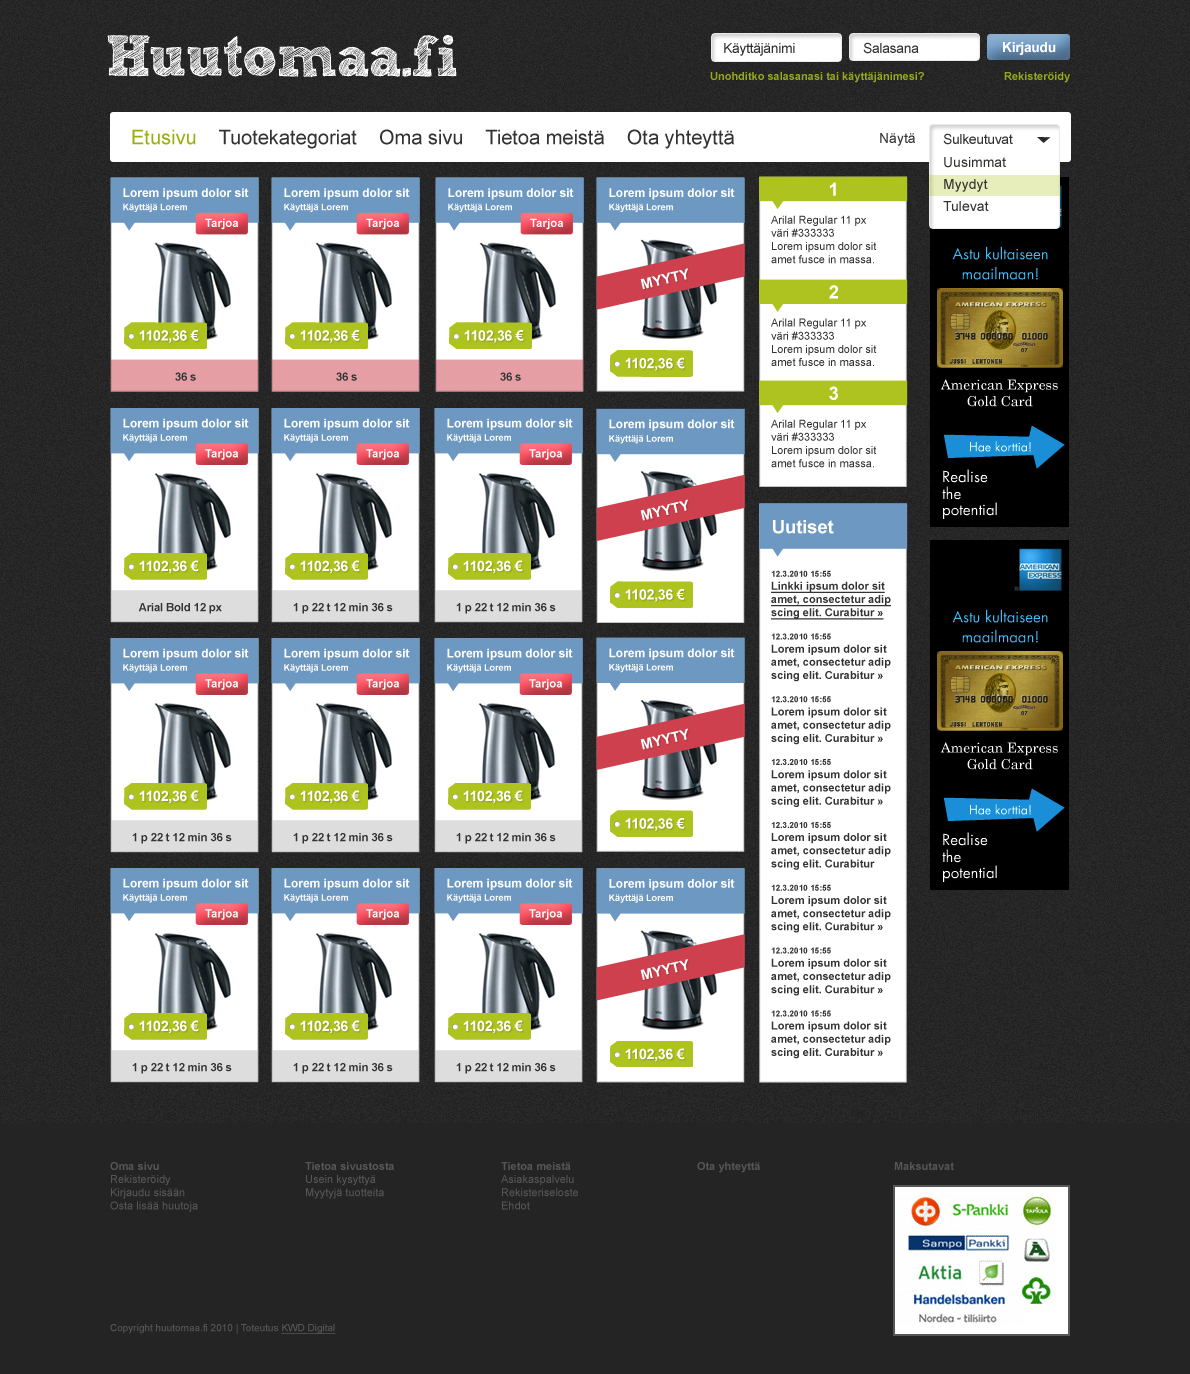 Huutomaa.fi
Käyttäjänimi
Salasana
Kirjaudu
Unohditko salasanasi tai käyttäjänimesi?
Rekisteröidy
Etusivu
Tuotekategoriat
Oma sivu
Tietoa meistä
Ota yhteyttä
Näytä
Sulkeutuvat
Uusimmat
Myydyt
Tulevat
Lorem ipsum dolor sit
Käyttäjä Lorem
Tarjoa
1102,36 €
36 s
Lorem ipsum dolor sit
Käyttäjä Lorem
Tarjoa
1102,36 €
36 s
Lorem ipsum dolor sit
Käyttäjä Lorem
Tarjoa
1102,36 €
36 s
Lorem ipsum dolor sit
Käyttäjä Lorem
MYYTY
1102,36 €
Lorem ipsum dolor sit
Käyttäjä Lorem
Tarjoa
1102,36 €
Arial Bold 12 px
Lorem ipsum dolor sit
Käyttäjä Lorem
Tarjoa
1102,36 €
1 p 22 t 12 min 36 s
Lorem ipsum dolor sit
Käyttäjä Lorem
Tarjoa
1102,36 €
1 p 22 t 12 min 36 s
Lorem ipsum dolor sit
Käyttäjä Lorem
MYYTY
1102,36 €
Lorem ipsum dolor sit
Käyttäjä Lorem
Tarjoa
1102,36 €
1 p 22 t 12 min 36 s
Lorem ipsum dolor sit
Käyttäjä Lorem
Tarjoa
1102,36 €
1 p 22 t 12 min 36 s
Lorem ipsum dolor sit
Käyttäjä Lorem
Tarjoa
1102,36 €
1 p 22 t 12 min 36 s
Lorem ipsum dolor sit
Käyttäjä Lorem
MYYTY
1102,36 €
Lorem ipsum dolor sit
Käyttäjä Lorem
Tarjoa
1102,36 €
1 p 22 t 12 min 36 s
Lorem ipsum dolor sit
Käyttäjä Lorem
Tarjoa
1102,36 €
1 p 22 t 12 min 36 s
Lorem ipsum dolor sit
Käyttäjä Lorem
Tarjoa
1102,36 €
1 p 22 t 12 min 36 s
Lorem ipsum dolor sit
Käyttäjä Lorem
MYYTY
1102,36 €
1
Arilal Regular 11 px
väri #333333
Lorem ipsum dolor sit
amet fusce in massa.
2
Arilal Regular 11 px
väri #333333
Lorem ipsum dolor sit
amet fusce in massa.
3
Arilal Regular 11 px
väri #333333
Lorem ipsum dolor sit
amet fusce in massa.
Uutiset
12.3.2010 15:55
Linkki ipsum dolor sit
amet, consectetur adip
scing elit. Curabitur »
12.3.2010 15:55
Lorem ipsum dolor sit
amet, consectetur adip
scing elit. Curabitur »
12.3.2010 15:55
Lorem ipsum dolor sit
amet, consectetur adip
scing elit. Curabitur »
12.3.2010 15:55
Lorem ipsum dolor sit
amet, consectetur adip
scing elit. Curabitur »
12.3.2010 15:55
Lorem ipsum dolor sit
amet, consectetur adip
scing elit. Curabitur
12.3.2010 15:55
Lorem ipsum dolor sit
amet, consectetur adip
scing elit. Curabitur »
12.3.2010 15:55
Lorem ipsum dolor sit
amet, consectetur adip
scing elit. Curabitur »
12.3.2010 15:55
Lorem ipsum dolor sit
amet, consectetur adip
scing elit. Curabitur »
Astu kultaiseen
maailmaan!
AMERICAN EXPRESS
3748 000000 01000
07
JUSSI LEHTONEN
American Express
Gold Card
Hae korttia!
Realise
the
potential
AMERICAN
EXPRESS
Astu kultaiseen
maailmaan!
AMERICAN EXPRESS
3748 000000 01000
07
JUSSI LEHTONEN
American Express
Gold Card
Hae korttia!
Realise
the
potential
Oma sivu
Rekisteröidy
Kirjaudu sisään
Osta lisää huutoja
Tietoa sivustosta
Usein kysyttyä
Myytyjä tuotteita
Tietoa meistä
Asiakaspalvelu
Rekisteriseloste
Ehdot
Ota yhteyttä
Maksutavat
S-Pankki
TAPIOLA
Sampo Pankki
A
Aktia
Handelsbanken
Nordea - tilisiirto
Copyright huutomaa.fi 2010 | Toteutus KWD Digital